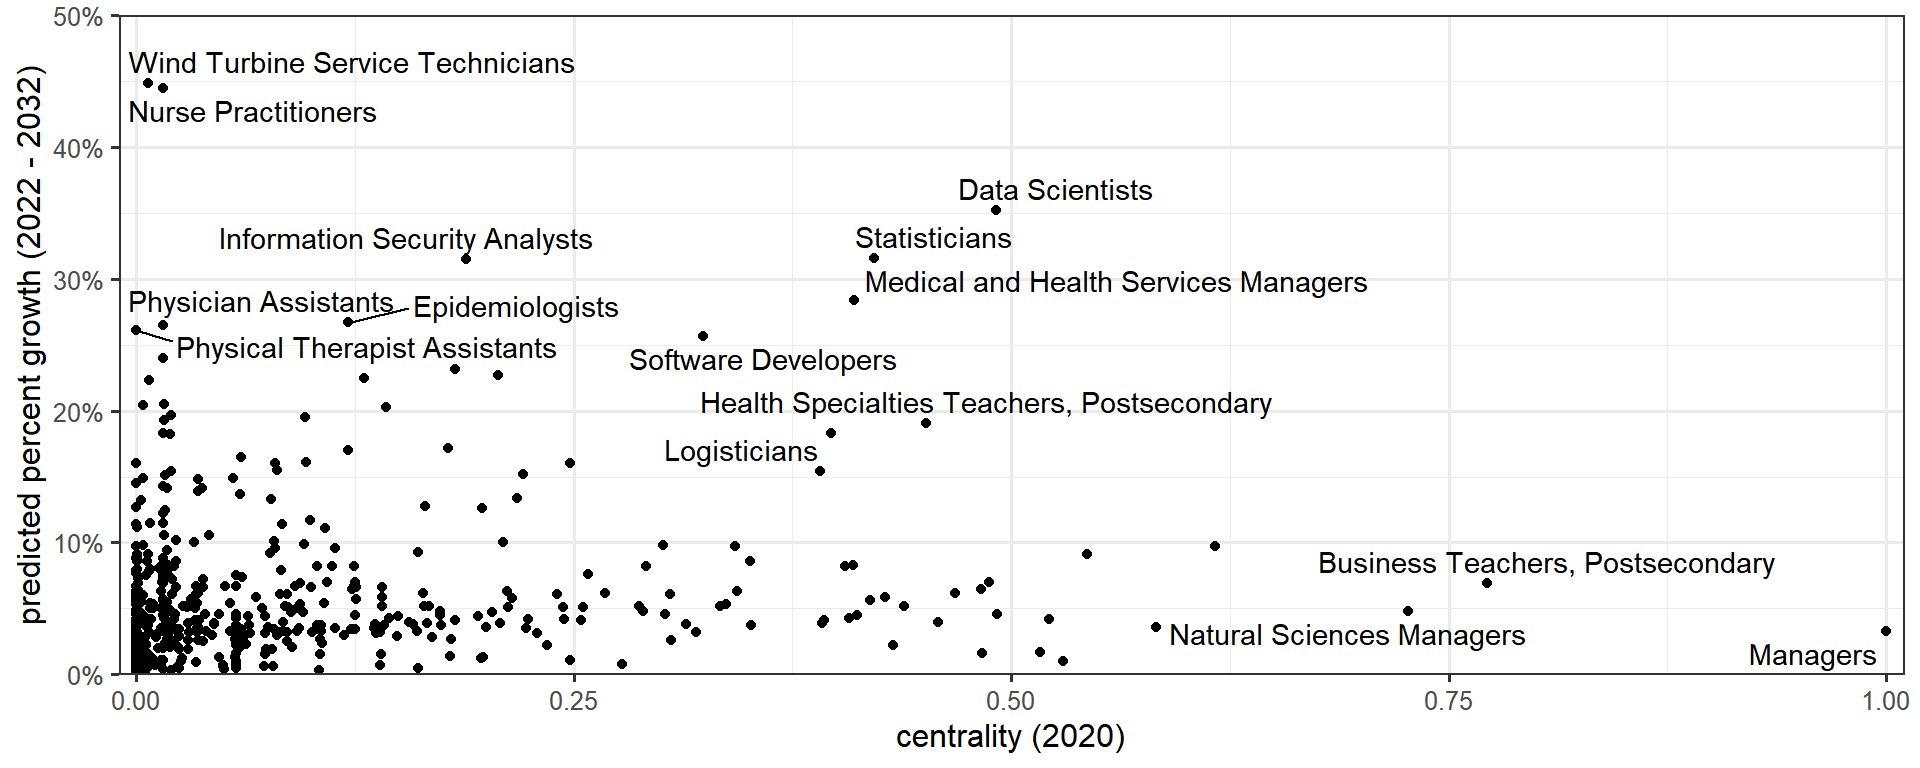 50%
Wind Turbine Service Technicians
Nurse Practitioners
40%
Data Scientists
Information Security Analysts
Statisticians
30%
Medical and Health Services Managers
Physician Assistants
Epidemiologists
Physical Therapist Assistants
Software Developers
20%
Health Specialties Teachers, Postsecondary
Logisticians
10%
Business Teachers, Postsecondary
Natural Sciences Managers
Managers
0%
predicted percent growth (2022 - 2032)
0.00 0.25 0.50 0.75 1.00
centrality (2020)